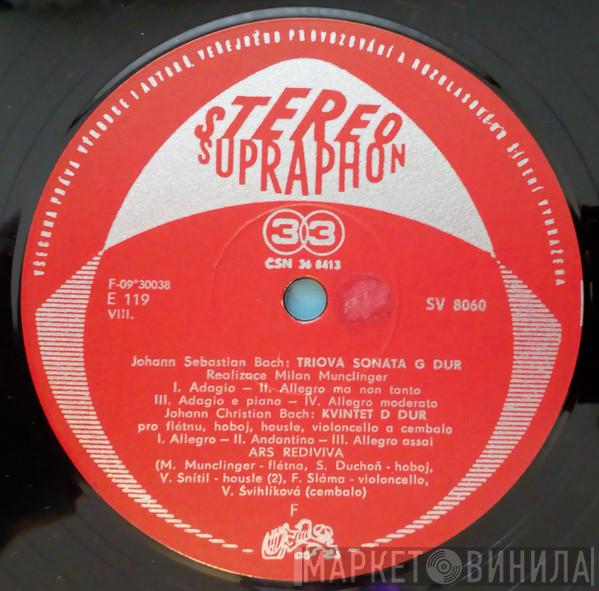 VŠECHNA PRÁVA VÝROBCE I AUTORŮ VEŘEJNÉHO PROVOZOVÁNÍ A ROZHLASOVÉHO ŠÍŘENÍ VYHRAŽENA
STEREO
SUPRAPHON
33
ČSN 36 8413
F-09*30038
E 119
VIII.
SV 8060
Johann Sebastian Bach: TRIOVA SONÁTA G DUR
Realizace Milan Munclinger
I. Adagio – II. Allegro ma non tanto
III. Adagio e piano – IV. Allegro moderato
Johann Christian Bach: KVINTET D DUR
pro flétnu, hoboj, housle, violoncello a cembalo
I. Allegro – II. Andantino – III. Allegro assai
ARS REDIVIVA
(M. Munclinger - flétna, S. Duchoň - hoboj,
V. Snítil - housle (2), F. Sláma - violoncello,
V. Švihlíková (cembalo)
F
МАРКЕТ ВИНИЛА